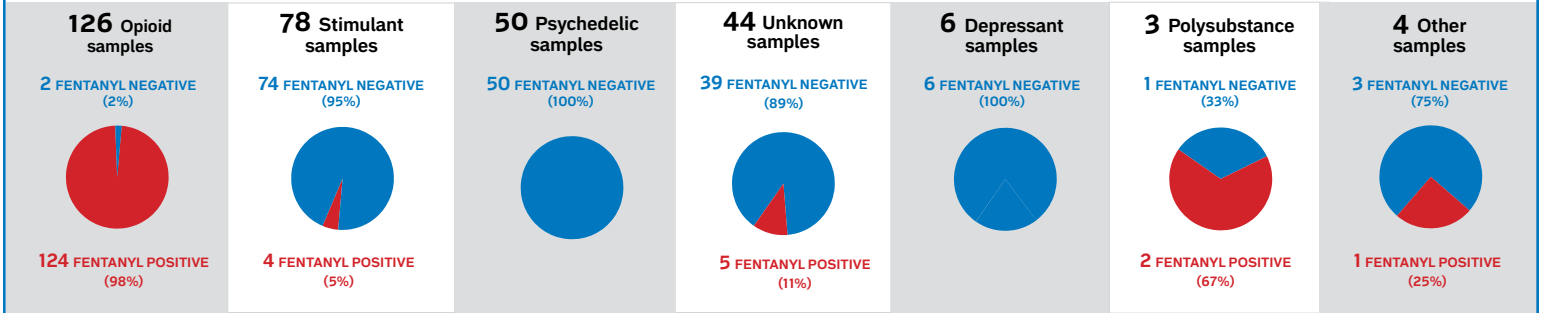 126 Opioid
samples
2 FENTANYL NEGATIVE
(2%)
124 FENTANYL POSITIVE
(98%)
78 Stimulant
samples
74 FENTANYL NEGATIVE
(95%)
4 FENTANYL POSITIVE
(5%)
50 Psychedelic
samples
50 FENTANYL NEGATIVE
(100%)
44 Unknown
samples
39 FENTANYL NEGATIVE
(89%)
5 FENTANYL POSITIVE
(11%)
6 Depressant
samples
6 FENTANYL NEGATIVE
(100%)
3 Polysubstance
samples
1 FENTANYL NEGATIVE
(33%)
2 FENTANYL POSITIVE
(67%)
4 Other
samples
3 FENTANYL NEGATIVE
(75%)
1 FENTANYL POSITIVE
(25%)